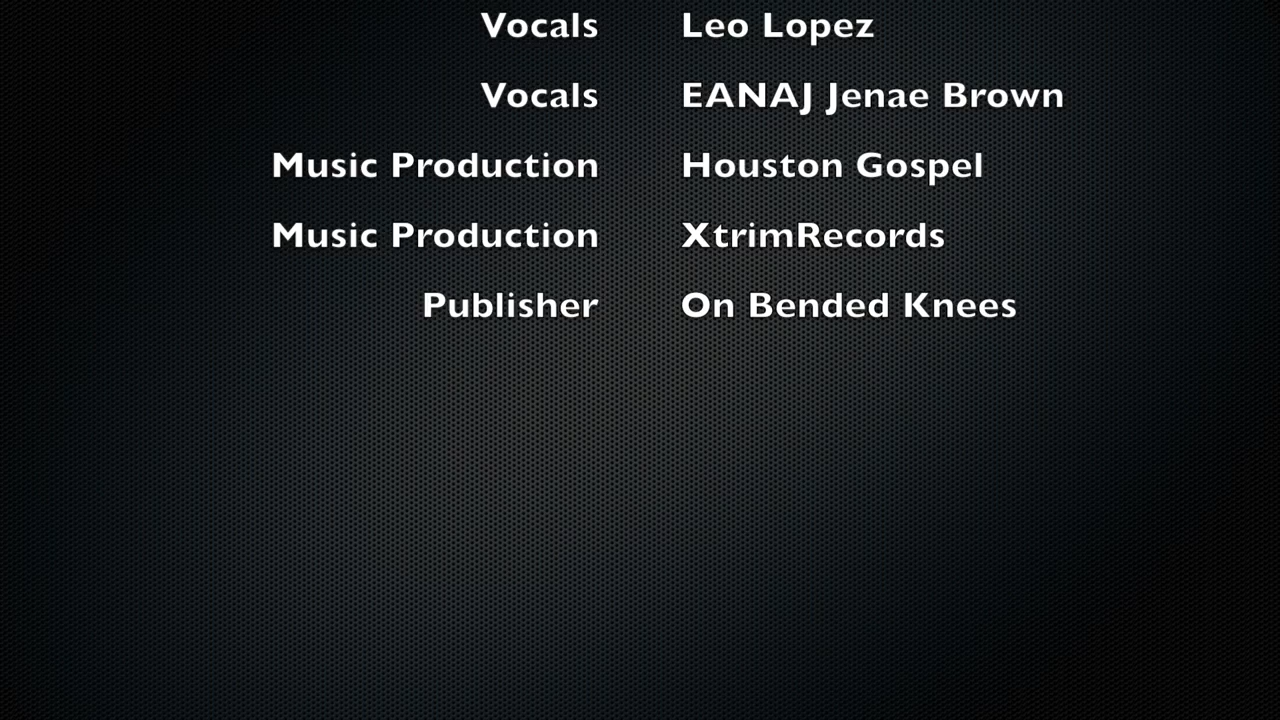 Vocals Leo Lopez
Vocals EANAJ Jenae Brown
Music Production Houston Gospel
Music Production XtrimRecords
Publisher On Bended Knees